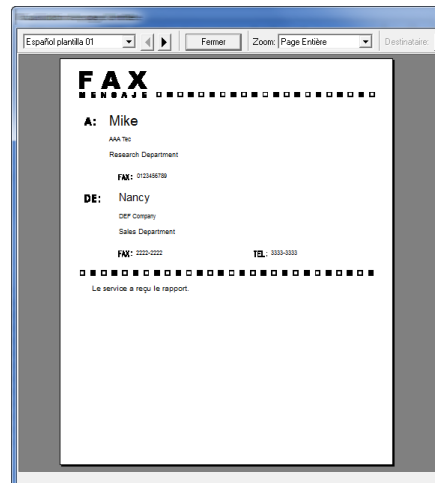 Español plantilla 01 Fermer Zoom: Page Entière Destinataire:
FAX
MENSAJE
A: Mike
AAA Tec
Research Department
FAX: 0123456789
DE: Nancy
DEF Company
Sales Department
FAX: 2222-2222 TEL: 3333-3333
Le service a reçu le rapport.